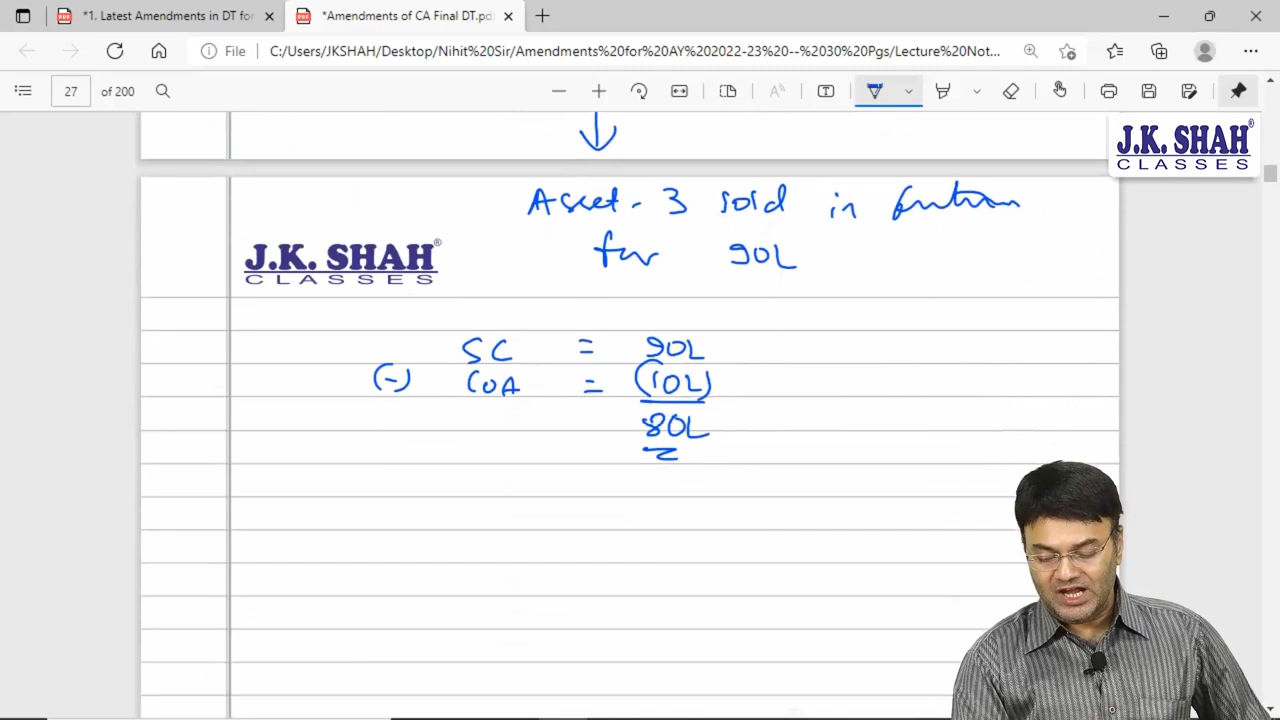 *1. Latest Amendments in DT for
*Amendments of CA Final DT.pdf
File
C:/Users/JKSHAH/Desktop/Nihit%20Sir/Amendments%20for%20AY%202022-23%20--%2030%20Pgs/Lecture%20Not...
27 of 200
J.K. SHAH®
CLASSES
Asset - 3 sold in future
for 90L
J.K. SHAH®
CLASSES
SC = 90L
(-) COA = (10L)
80L